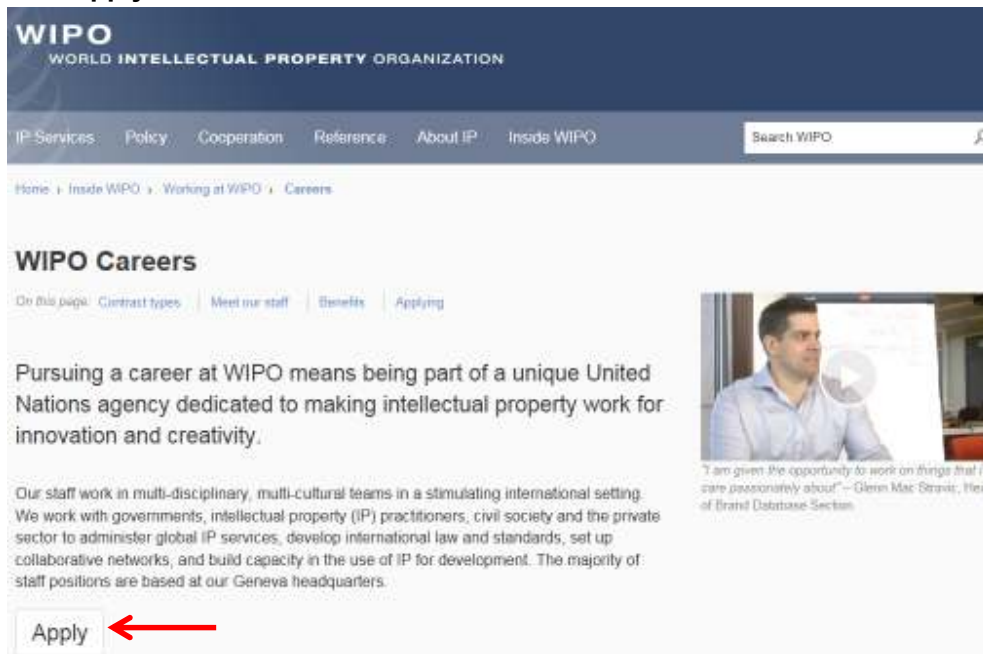 WIPO
WORLD INTELLECTUAL PROPERTY ORGANIZATION
IP Services Policy Cooperation Reference About IP Inside WIPO Search WIPO
Home › Inside WIPO › Working at WIPO › Careers
WIPO Careers
On this page: Contract types | Meet our staff | Benefits | Applying
Pursuing a career at WIPO means being part of a unique United
Nations agency dedicated to making intellectual property work for
innovation and creativity.
"I am given the opportunity to work on things that I
care passionately about" – Glenn Mac Stravic,
of Brand Database Section
Our staff work in multi-disciplinary, multi-cultural teams in a stimulating international setting.
We work with governments, intellectual property (IP) practitioners, civil society and the private
sector to administer global IP services, develop international law and standards, set up
collaborative networks, and build capacity in the use of IP for development. The majority of
staff positions are based at our Geneva headquarters.
Apply